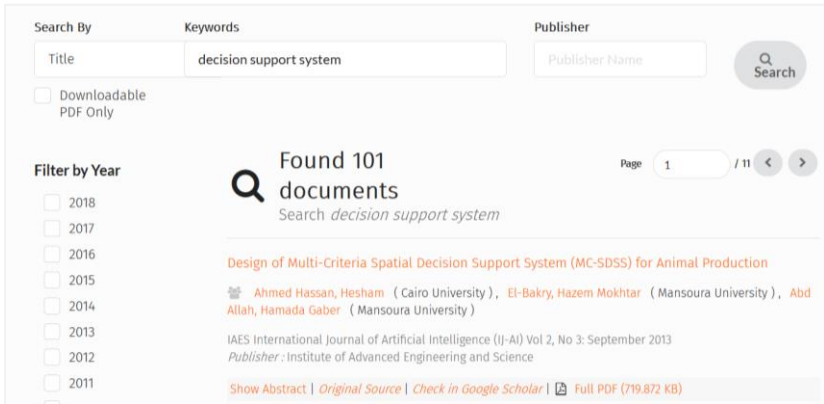 Search By Keywords Publisher
Title decision support system Publisher Name Search
Downloadable
PDF Only
Filter by Year
2018
2017
2016
2015
2014
2013
2012
2011
Found 101
documents
Search decision support system
Page 1 / 11 < >
Design of Multi-Criteria Spatial Decision Support System (MC-SDSS) for Animal Production
Ahmed Hassan, Hesham ( Cairo University ) , El-Bakry, Hazem Mokhtar ( Mansoura University ) , Abd
Allah, Hamada Gaber ( Mansoura University )
IAES International Journal of Artificial Intelligence (IJ-AI) Vol 2, No 3: September 2013
Publisher : Institute of Advanced Engineering and Science
Show Abstract | Original Source | Check in Google Scholar | Full PDF (719.872 KB)